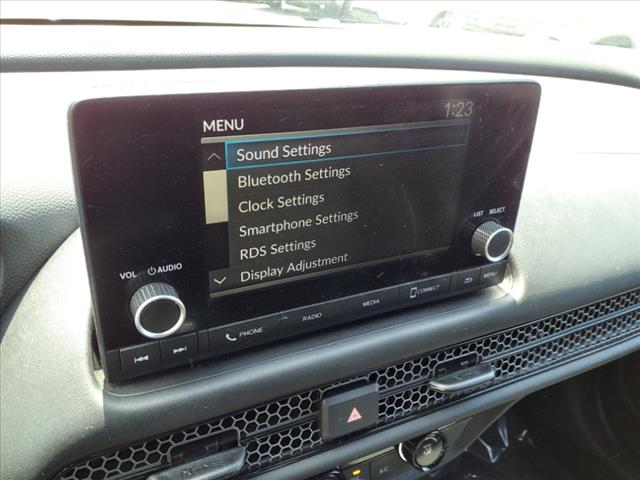 MENU
1:23
Sound Settings
Bluetooth Settings
Clock Settings
Smartphone Settings
RDS Settings
Display Adjustment
LIST SELECT
VOL AUDIO
PHONE RADIO MEDIA CONNECT MENU
A/C